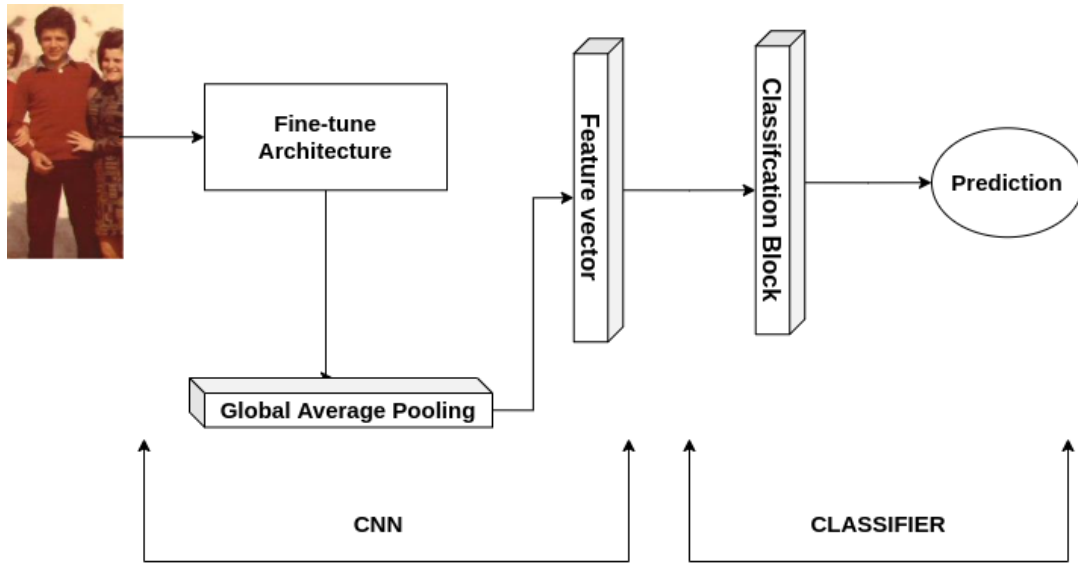 Fine-tune
Architecture
Feature vector
Classifcation Block
Prediction
Global Average Pooling
CNN
CLASSIFIER